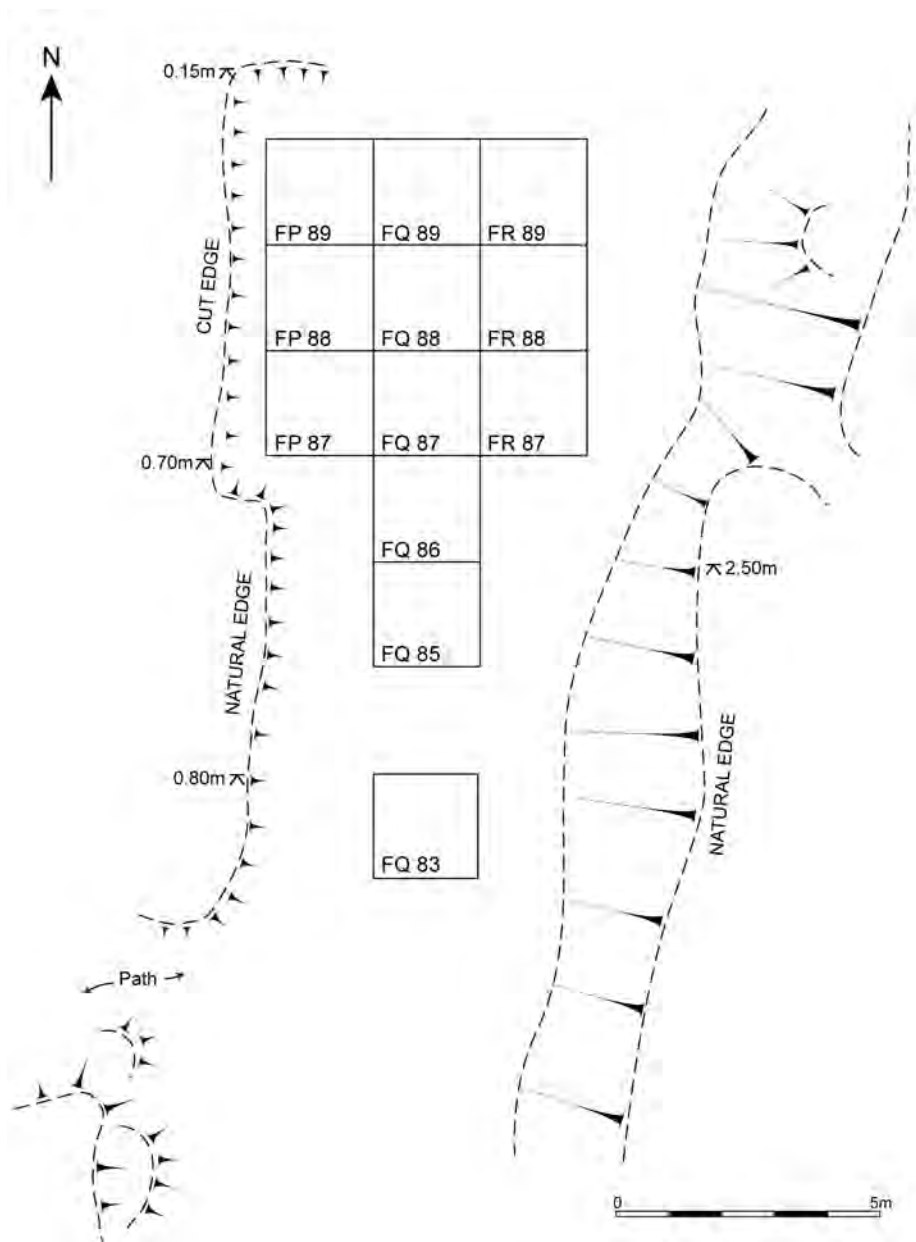 N
0.15m
CUT EDGE
FP 89
FQ 89
FR 89
FP 88
FQ 88
FR 88
FP 87
FQ 87
FR 87
0.70m
FQ 86
2.50m
NATURAL EDGE
FQ 85
0.80m
NATURAL EDGE
FQ 83
Path
0
5m